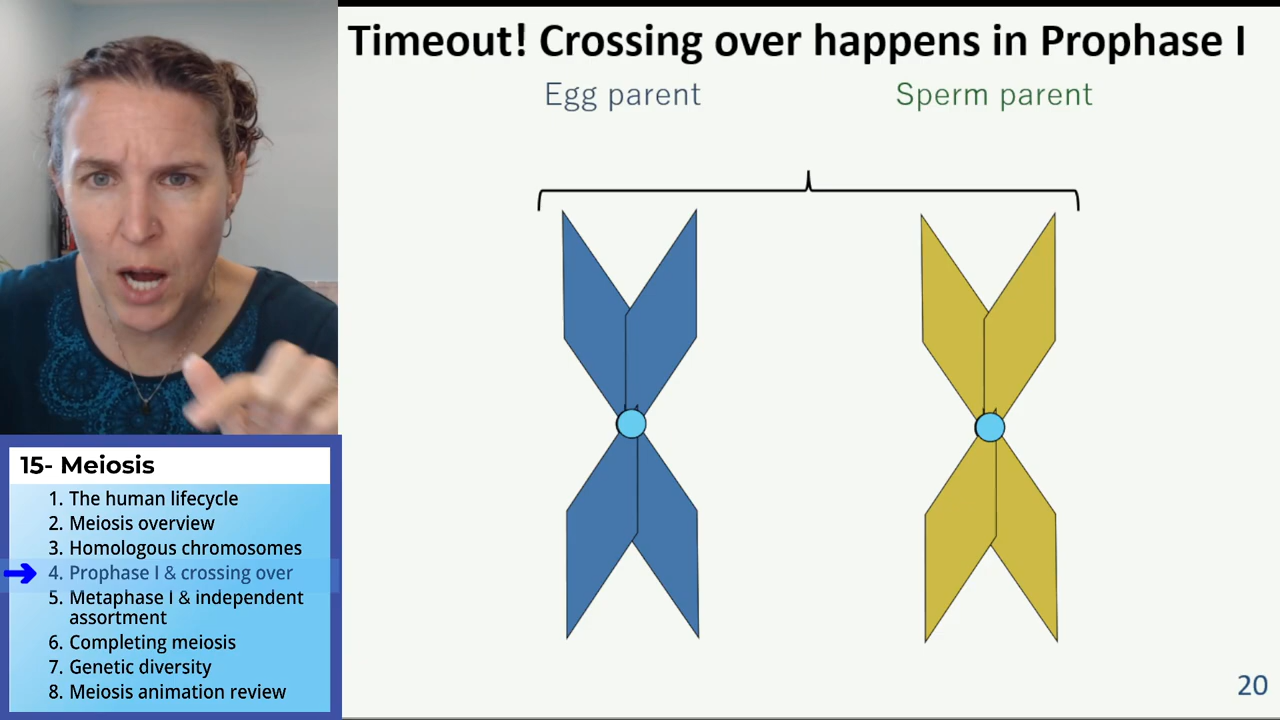 Timeout! Crossing over happens in Prophase I
Egg parent
Sperm parent
15- Meiosis
1. The human lifecycle
2. Meiosis overview
3. Homologous chromosomes
4. Prophase I & crossing over
5. Metaphase I & independent
assortment
6. Completing meiosis
7. Genetic diversity
8. Meiosis animation review
20